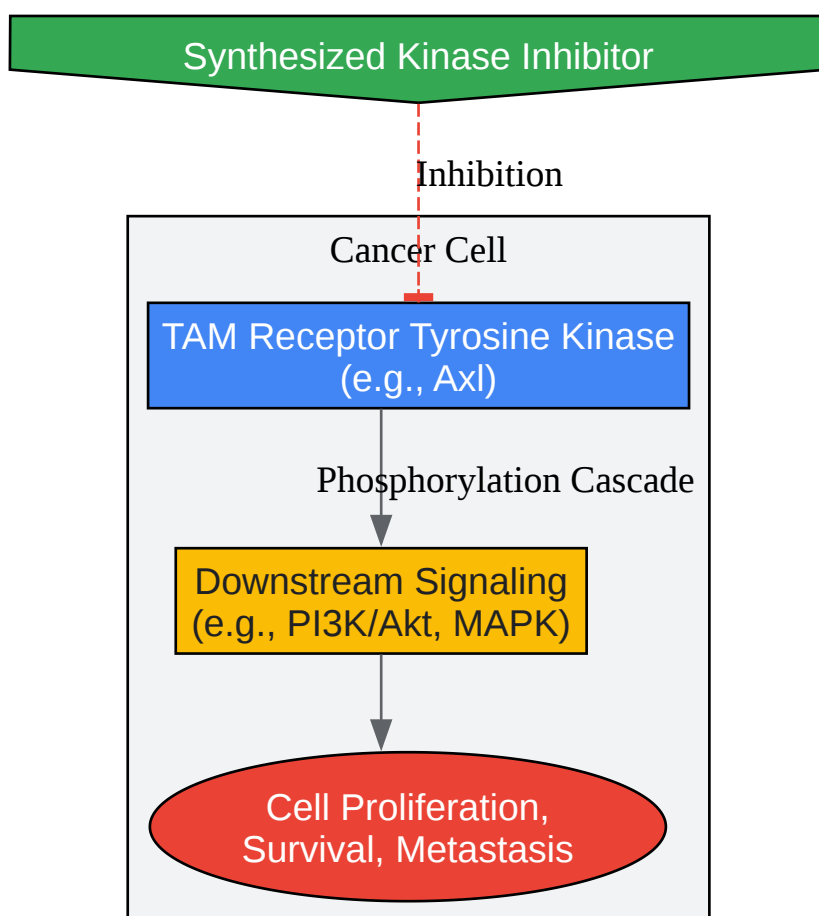 Synthesized Kinase Inhibitor
Inhibition
Cancer Cell
TAM Receptor Tyrosine Kinase
(e.g., Axl)
Phosphorylation Cascade
Downstream Signaling
(e.g., PI3K/Akt, MAPK)
Cell Proliferation,
Survival, Metastasis